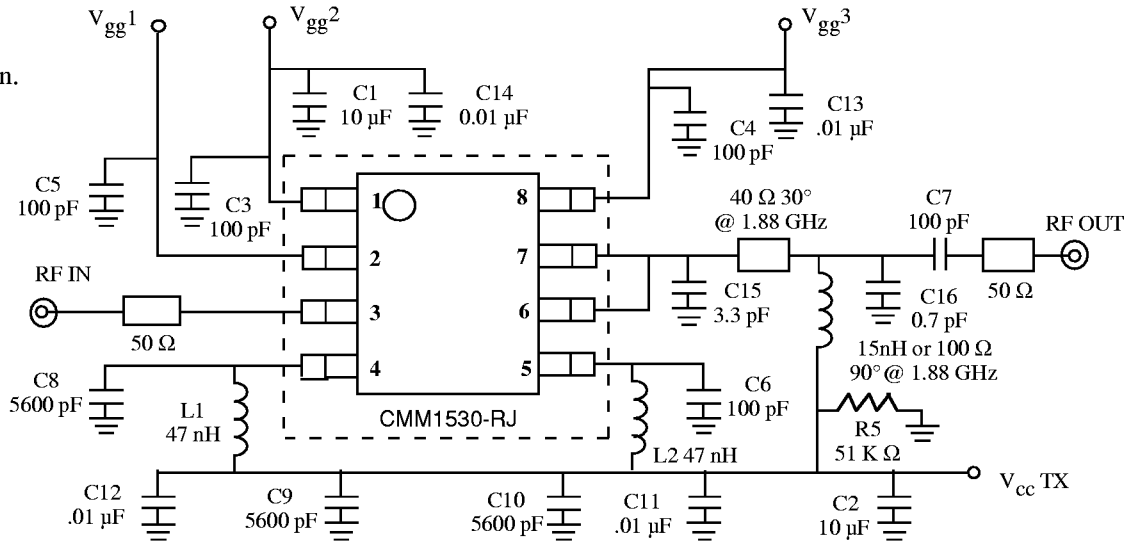 Vgg1
Vgg2
Vgg3
n.
C1
10 µF
C14
0.01 µF
C4
100 pF
C13
.01 µF
C5
100 pF
C3
100 pF
1
2
3
4
8
7
6
5
40 Ω 30°
@ 1.88 GHz
C7
100 pF
RF OUT
50 Ω
RF IN
50 Ω
C15
3.3 pF
C16
0.7 pF
15nH or 100 Ω
90° @ 1.88 GHz
C8
5600 pF
L1
47 nH
CMM1530-RJ
C6
100 pF
L2 47 nH
R5
51 K Ω
Vcc TX
C12
.01 µF
C9
5600 pF
C10
5600 pF
C11
.01 µF
C2
10 µF